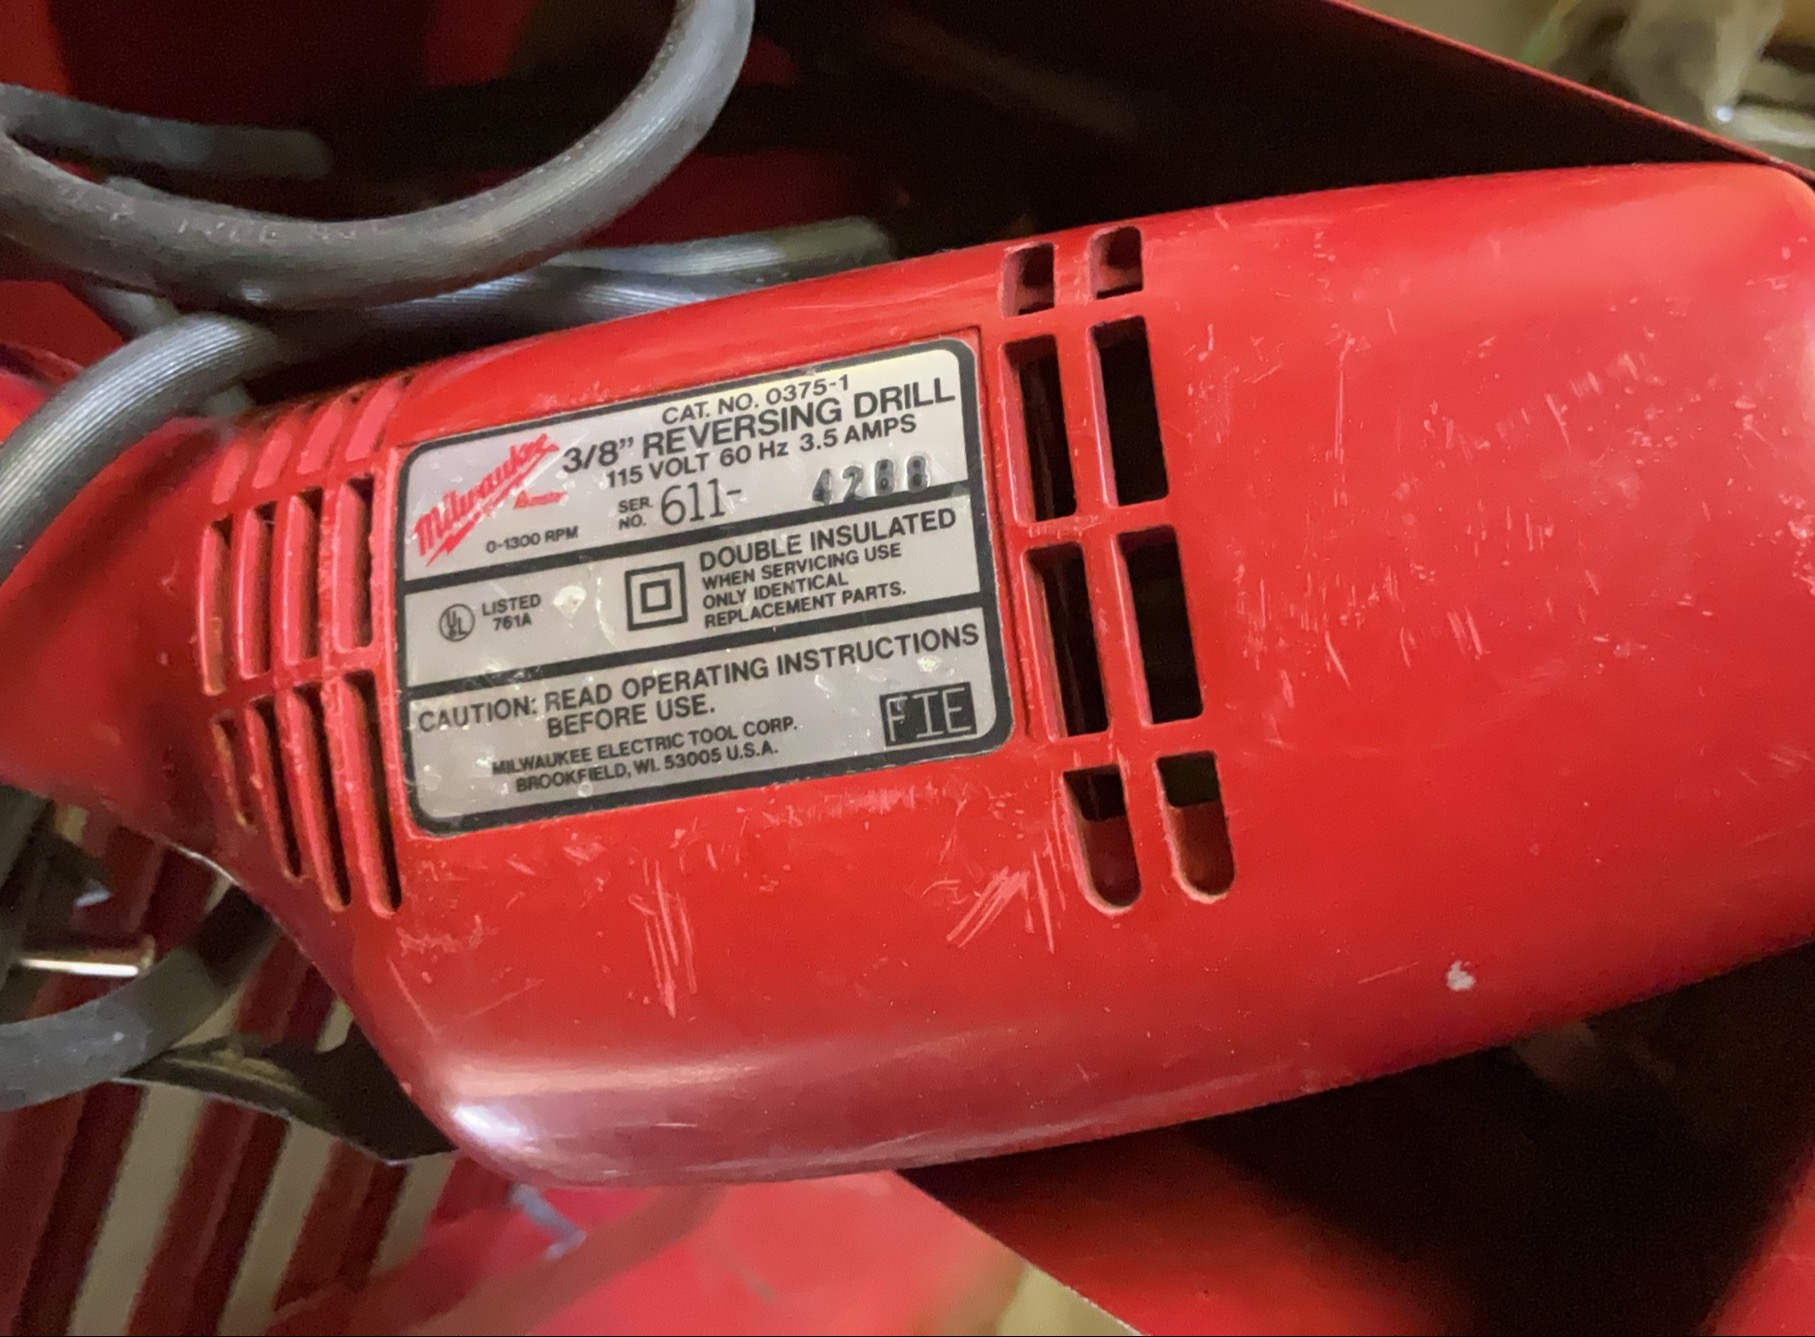 CAT. NO. 0375-1
3/8" REVERSING DRILL
115 VOLT 60 Hz 3.5 AMPS
Milwaukee
SER. NO. 611- 4288
0-1300 RPM
UL LISTED 761A
DOUBLE INSULATED
WHEN SERVICING USE
ONLY IDENTICAL
REPLACEMENT PARTS.
CAUTION: READ OPERATING INSTRUCTIONS
BEFORE USE.
MILWAUKEE ELECTRIC TOOL CORP.
BROOKFIELD, WI. 53005 U.S.A.
FIE